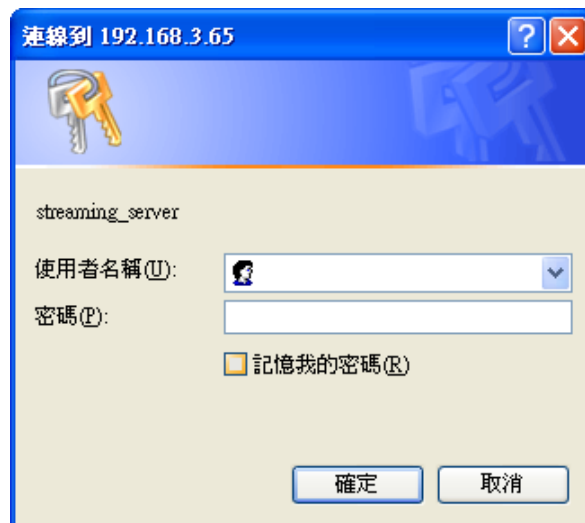 連線到 192.168.3.65
streaming_server
使用者名稱(U):
密碼(P):
記憶我的密碼(R)
確定 取消